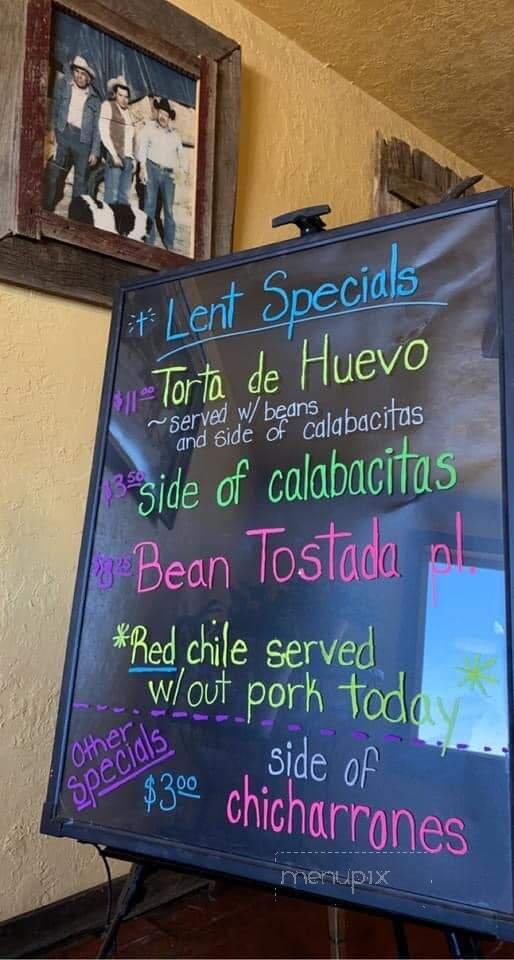 Lent Specials
$11.00 Torta de Huevo
~served w/ beans
and side of calabacitas
$3.50 side of calabacitas
$8.25 Bean Tostada pl.
*Red chile served
w/out pork today*
Other
Specials
side of
$3.00 chicharrones
menupix